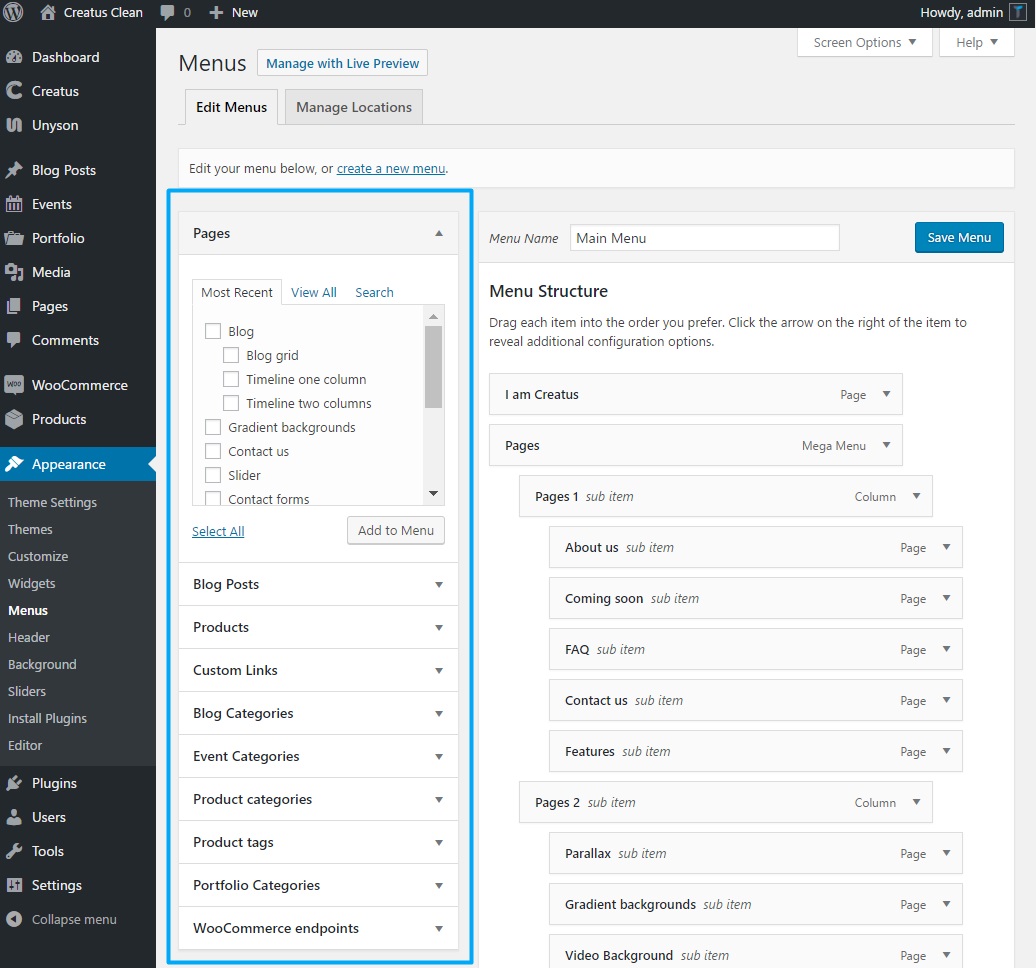 Creatus Clean 0 New Howdy, admin
Dashboard
Creatus
Unyson
Blog Posts
Events
Portfolio
Media
Pages
Comments
WOO WooCommerce
Products
Appearance
Theme Settings
Themes
Customize
Widgets
Menus
Header
Background
Sliders
Install Plugins
Editor
Plugins
Users
Tools
Settings
Collapse menu
Screen Options Help
Menus Manage with Live Preview
Edit Menus Manage Locations
Edit your menu below, or create a new menu.
Pages
Most Recent View All Search
Blog
Blog grid
Timeline one column
Timeline two columns
Gradient backgrounds
Contact us
Slider
Contact forms
Select All Add to Menu
Blog Posts
Products
Custom Links
Blog Categories
Event Categories
Product categories
Product tags
Portfolio Categories
WooCommerce endpoints
Menu Name Main Menu Save Menu
Menu Structure
Drag each item into the order you prefer. Click the arrow on the right of the item to
reveal additional configuration options.
I am Creatus Page
Pages Mega Menu
Pages 1 sub item Column
About us sub item Page
Coming soon sub item Page
FAQ sub item Page
Contact us sub item Page
Features sub item Page
Pages 2 sub item Column
Parallax sub item Page
Gradient backgrounds sub item Page
Video Background sub item Page